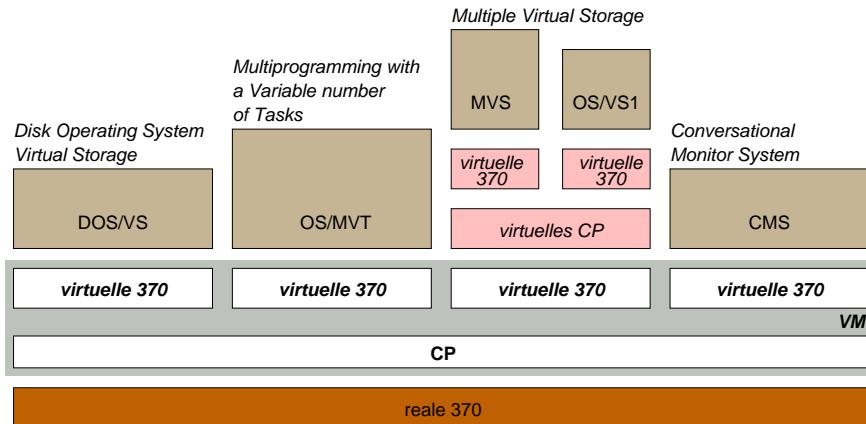 Multiple Virtual Storage
Multiprogramming with
a Variable number
of Tasks
MVS
OS/VS1
Disk Operating System
Virtual Storage
Conversational
Monitor System
virtuelle
370
virtuelle
370
DOS/VS
OS/MVT
virtuelles CP
CMS
virtuelle 370
virtuelle 370
virtuelle 370
virtuelle 370
VM
CP
reale 370